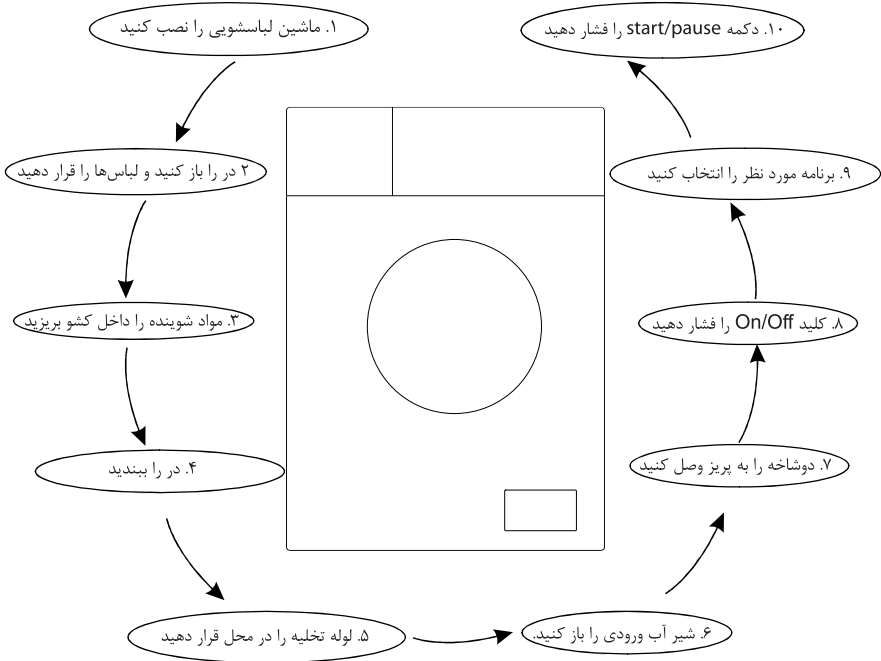 ۱. ماشین لباسشویی را نصب کنید
۲ در را باز کنید و لباس‌ها را قرار دهید
۳. مواد شوینده را داخل کشو بریزید
۴. در را ببندید
۵. لوله تخلیه را در محل قرار دهید
۶. شیر آب ورودی را باز کنید.
۷. دوشاخه را به پریز وصل کنید
۸. کلید On/Off را فشار دهید
۹. برنامه مورد نظر را انتخاب کنید
۱۰. دکمه start/pause را فشار دهید